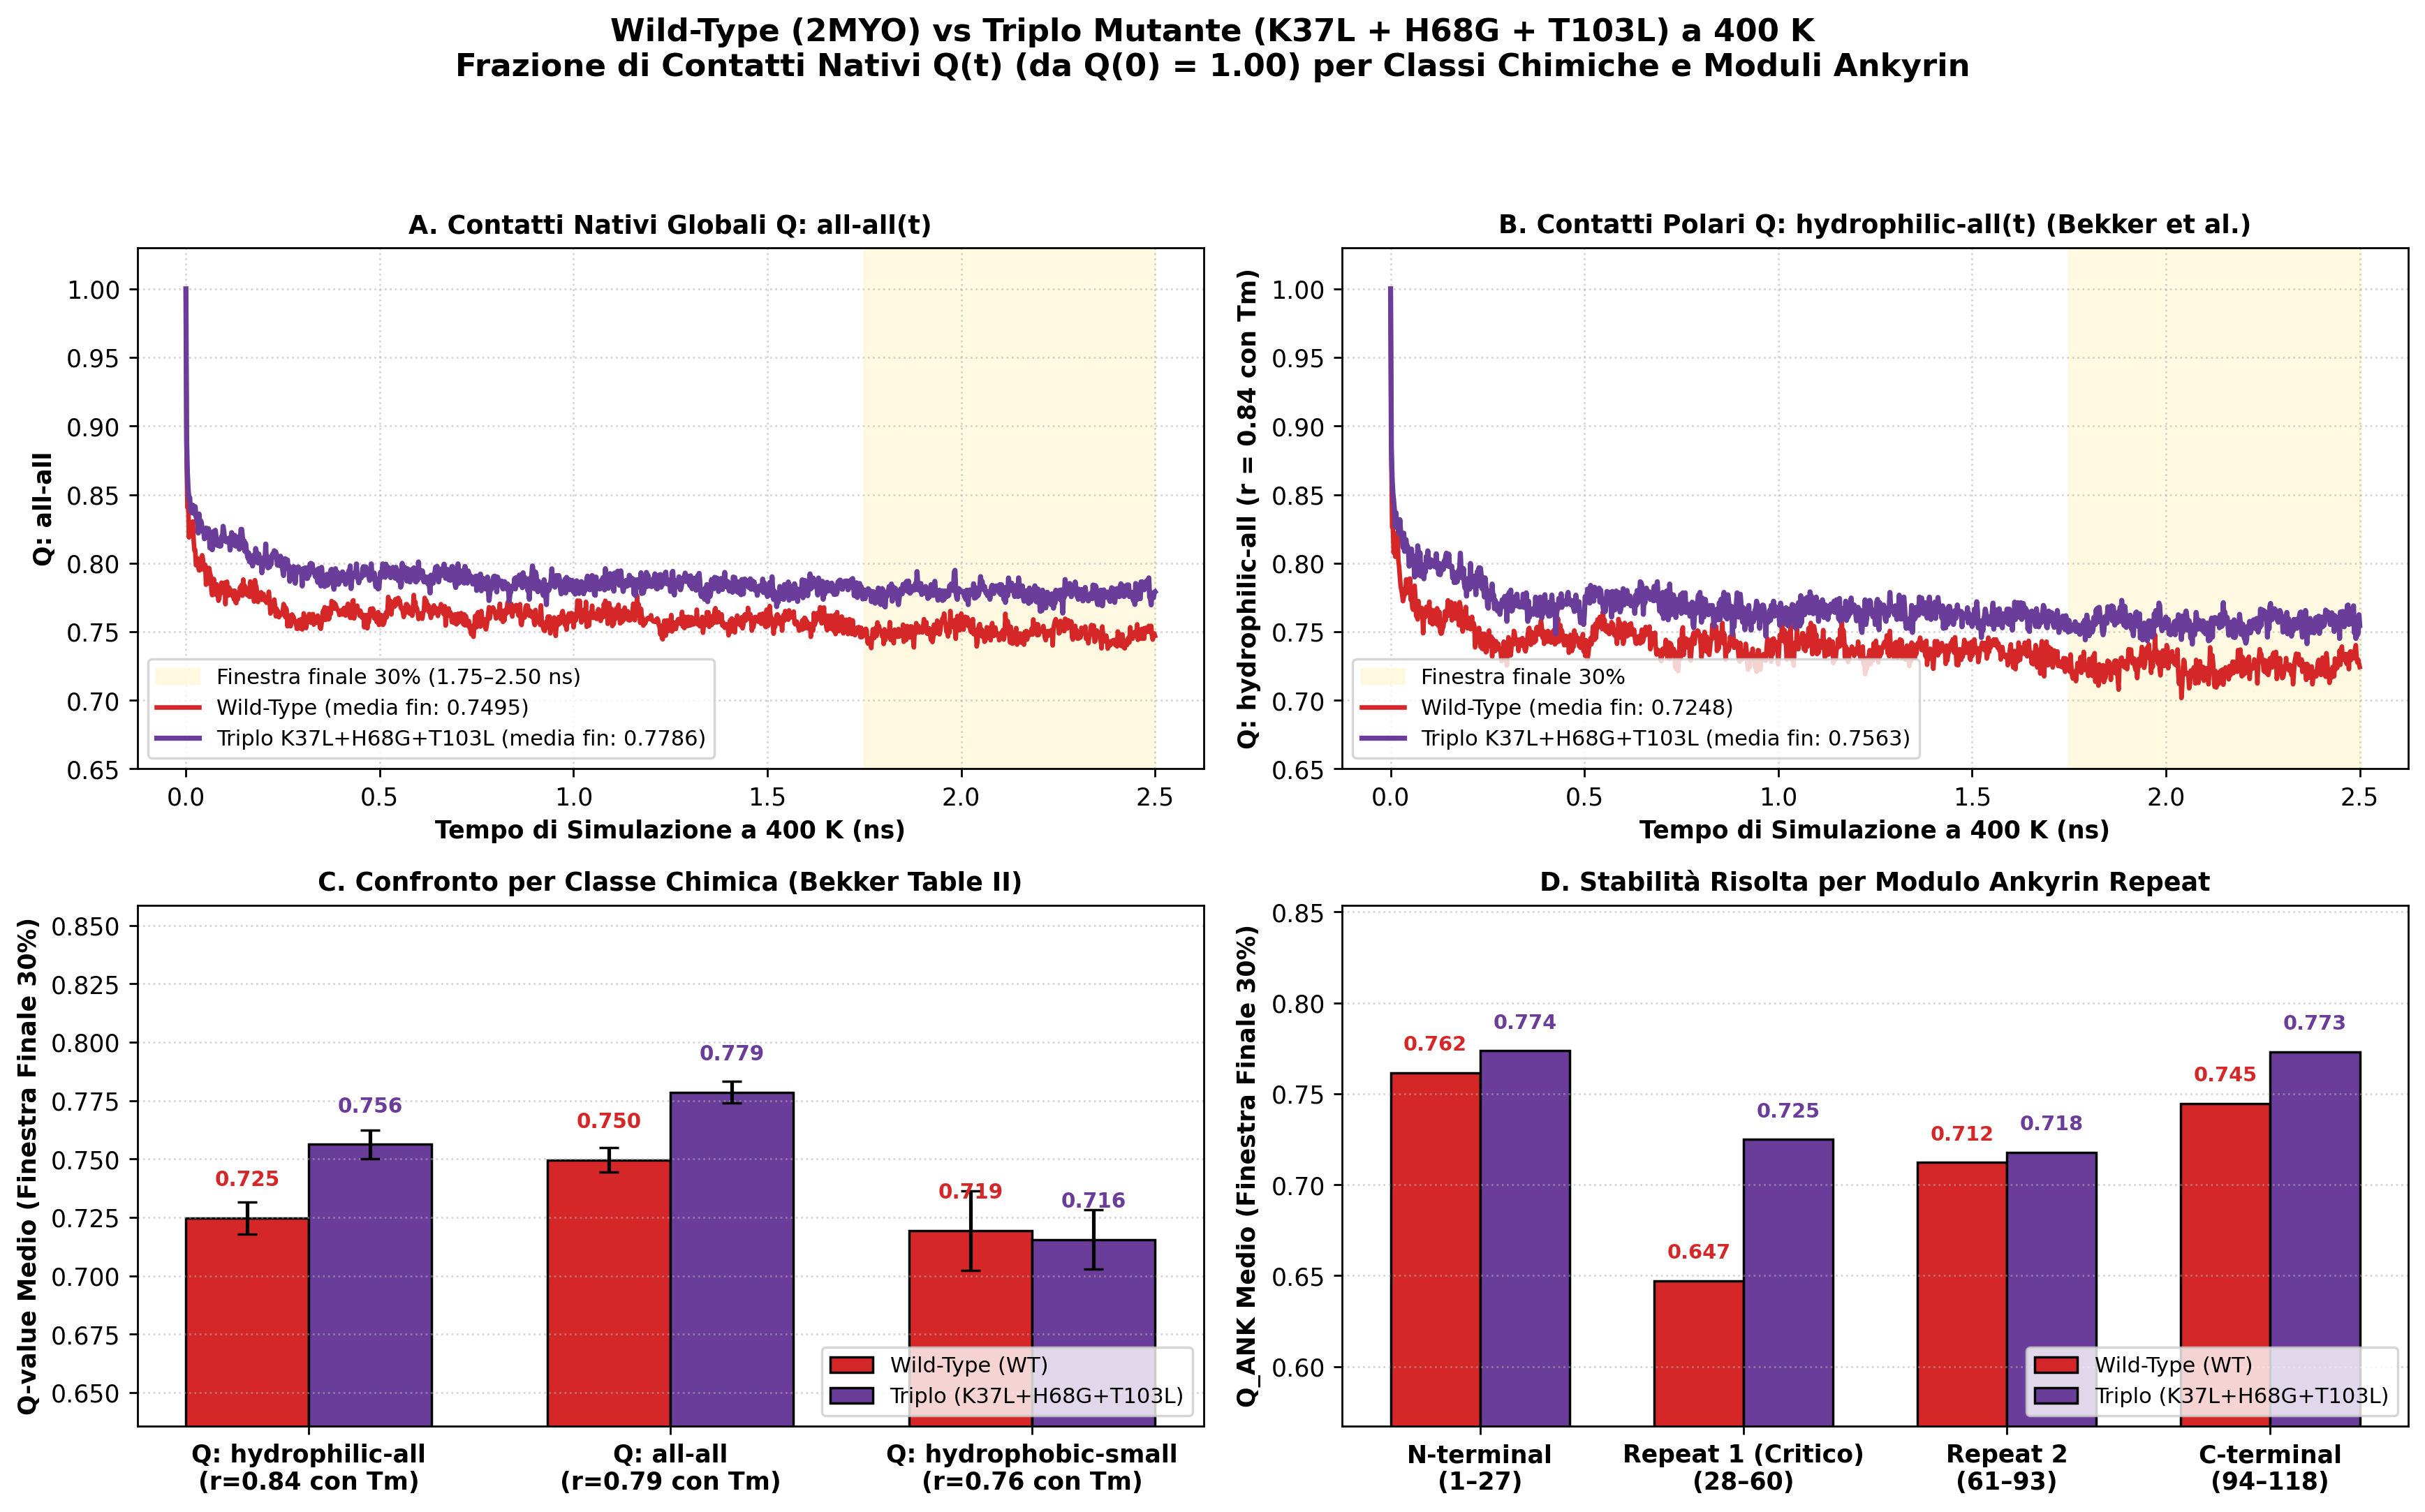 Wild-Type (2MYO) vs Triplo Mutante (K37L + H68G + T103L) a 400 K
Frazione di Contatti Nativi Q(t) (da Q(0) = 1.00) per Classi Chimiche e Moduli Ankyrin
A. Contatti Nativi Globali Q: all-all(t)
Q: all-all
1.00
0.95
0.90
0.85
0.80
0.75
0.70
0.65
Finestra finale 30% (1.75–2.50 ns)
Wild-Type (media fin: 0.7495)
Triplo K37L+H68G+T103L (media fin: 0.7786)
0.0 0.5 1.0 1.5 2.0 2.5
Tempo di Simulazione a 400 K (ns)
B. Contatti Polari Q: hydrophilic-all(t) (Bekker et al.)
Q: hydrophilic-all (r = 0.84 con Tm)
1.00
0.95
0.90
0.85
0.80
0.75
0.70
0.65
Finestra finale 30%
Wild-Type (media fin: 0.7248)
Triplo K37L+H68G+T103L (media fin: 0.7563)
0.0 0.5 1.0 1.5 2.0 2.5
Tempo di Simulazione a 400 K (ns)
C. Confronto per Classe Chimica (Bekker Table II)
Q-value Medio (Finestra Finale 30%)
0.850
0.825
0.800
0.775
0.750
0.725
0.700
0.675
0.650
0.725
0.756
0.750
0.779
0.719
0.716
Wild-Type (WT)
Triplo (K37L+H68G+T103L)
Q: hydrophilic-all
(r=0.84 con Tm)
Q: all-all
(r=0.79 con Tm)
Q: hydrophobic-small
(r=0.76 con Tm)
D. Stabilità Risolta per Modulo Ankyrin Repeat
Q_ANK Medio (Finestra Finale 30%)
0.85
0.80
0.75
0.70
0.65
0.60
0.762
0.774
0.647
0.725
0.712
0.718
0.745
0.773
Wild-Type (WT)
Triplo (K37L+H68G+T103L)
N-terminal
(1–27)
Repeat 1 (Critico)
(28–60)
Repeat 2
(61–93)
C-terminal
(94–118)